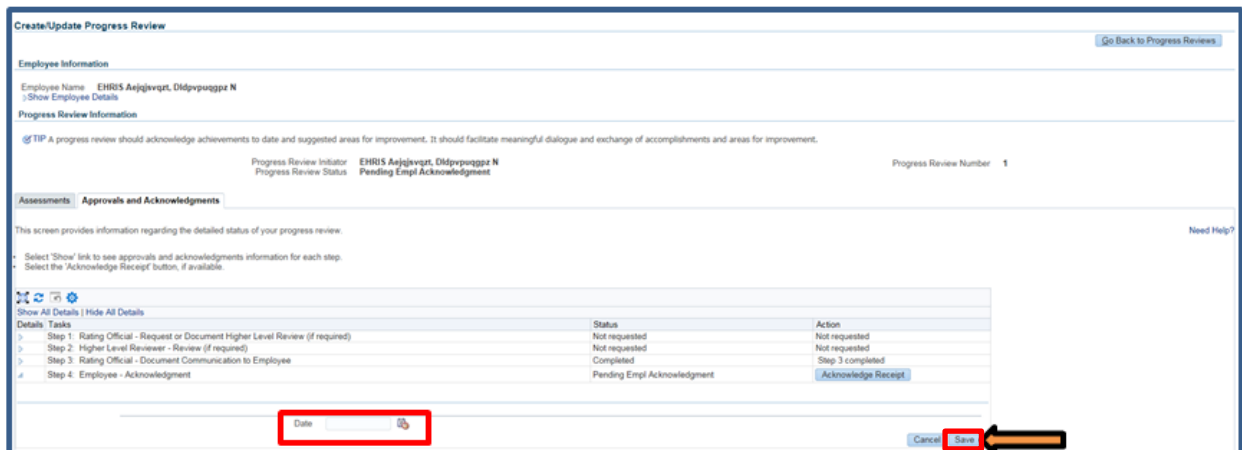 Create/Update Progress Review
Go Back to Progress Reviews
Employee Information
Employee Name EHRIS Aejqjsvqzt, Dldpvpuqgpz N
Show Employee Details
Progress Review Information
TIP A progress review should acknowledge achievements to date and suggested areas for improvement. It should facilitate meaningful dialogue and exchange of accomplishments and areas for improvement.
Progress Review Initiator EHRIS Aejqjsvqzt, Dldpvpuqgpz N Progress Review Number 1
Progress Review Status Pending Empl Acknowledgment
Assessments Approvals and Acknowledgments
This screen provides information regarding the detailed status of your progress review. Need Help?
Select 'Show' link to see approvals and acknowledgments information for each step.
Select the 'Acknowledge Receipt' button, if available.
Show All Details | Hide All Details
Details Tasks Status Action
Step 1: Rating Official - Request or Document Higher Level Review (if required) Not requested Not requested
Step 2: Higher Level Reviewer - Review (if required) Not requested Not requested
Step 3: Rating Official - Document Communication to Employee Completed Step 3 completed
Step 4: Employee - Acknowledgment Pending Empl Acknowledgment Acknowledge Receipt
Date
Cancel Save